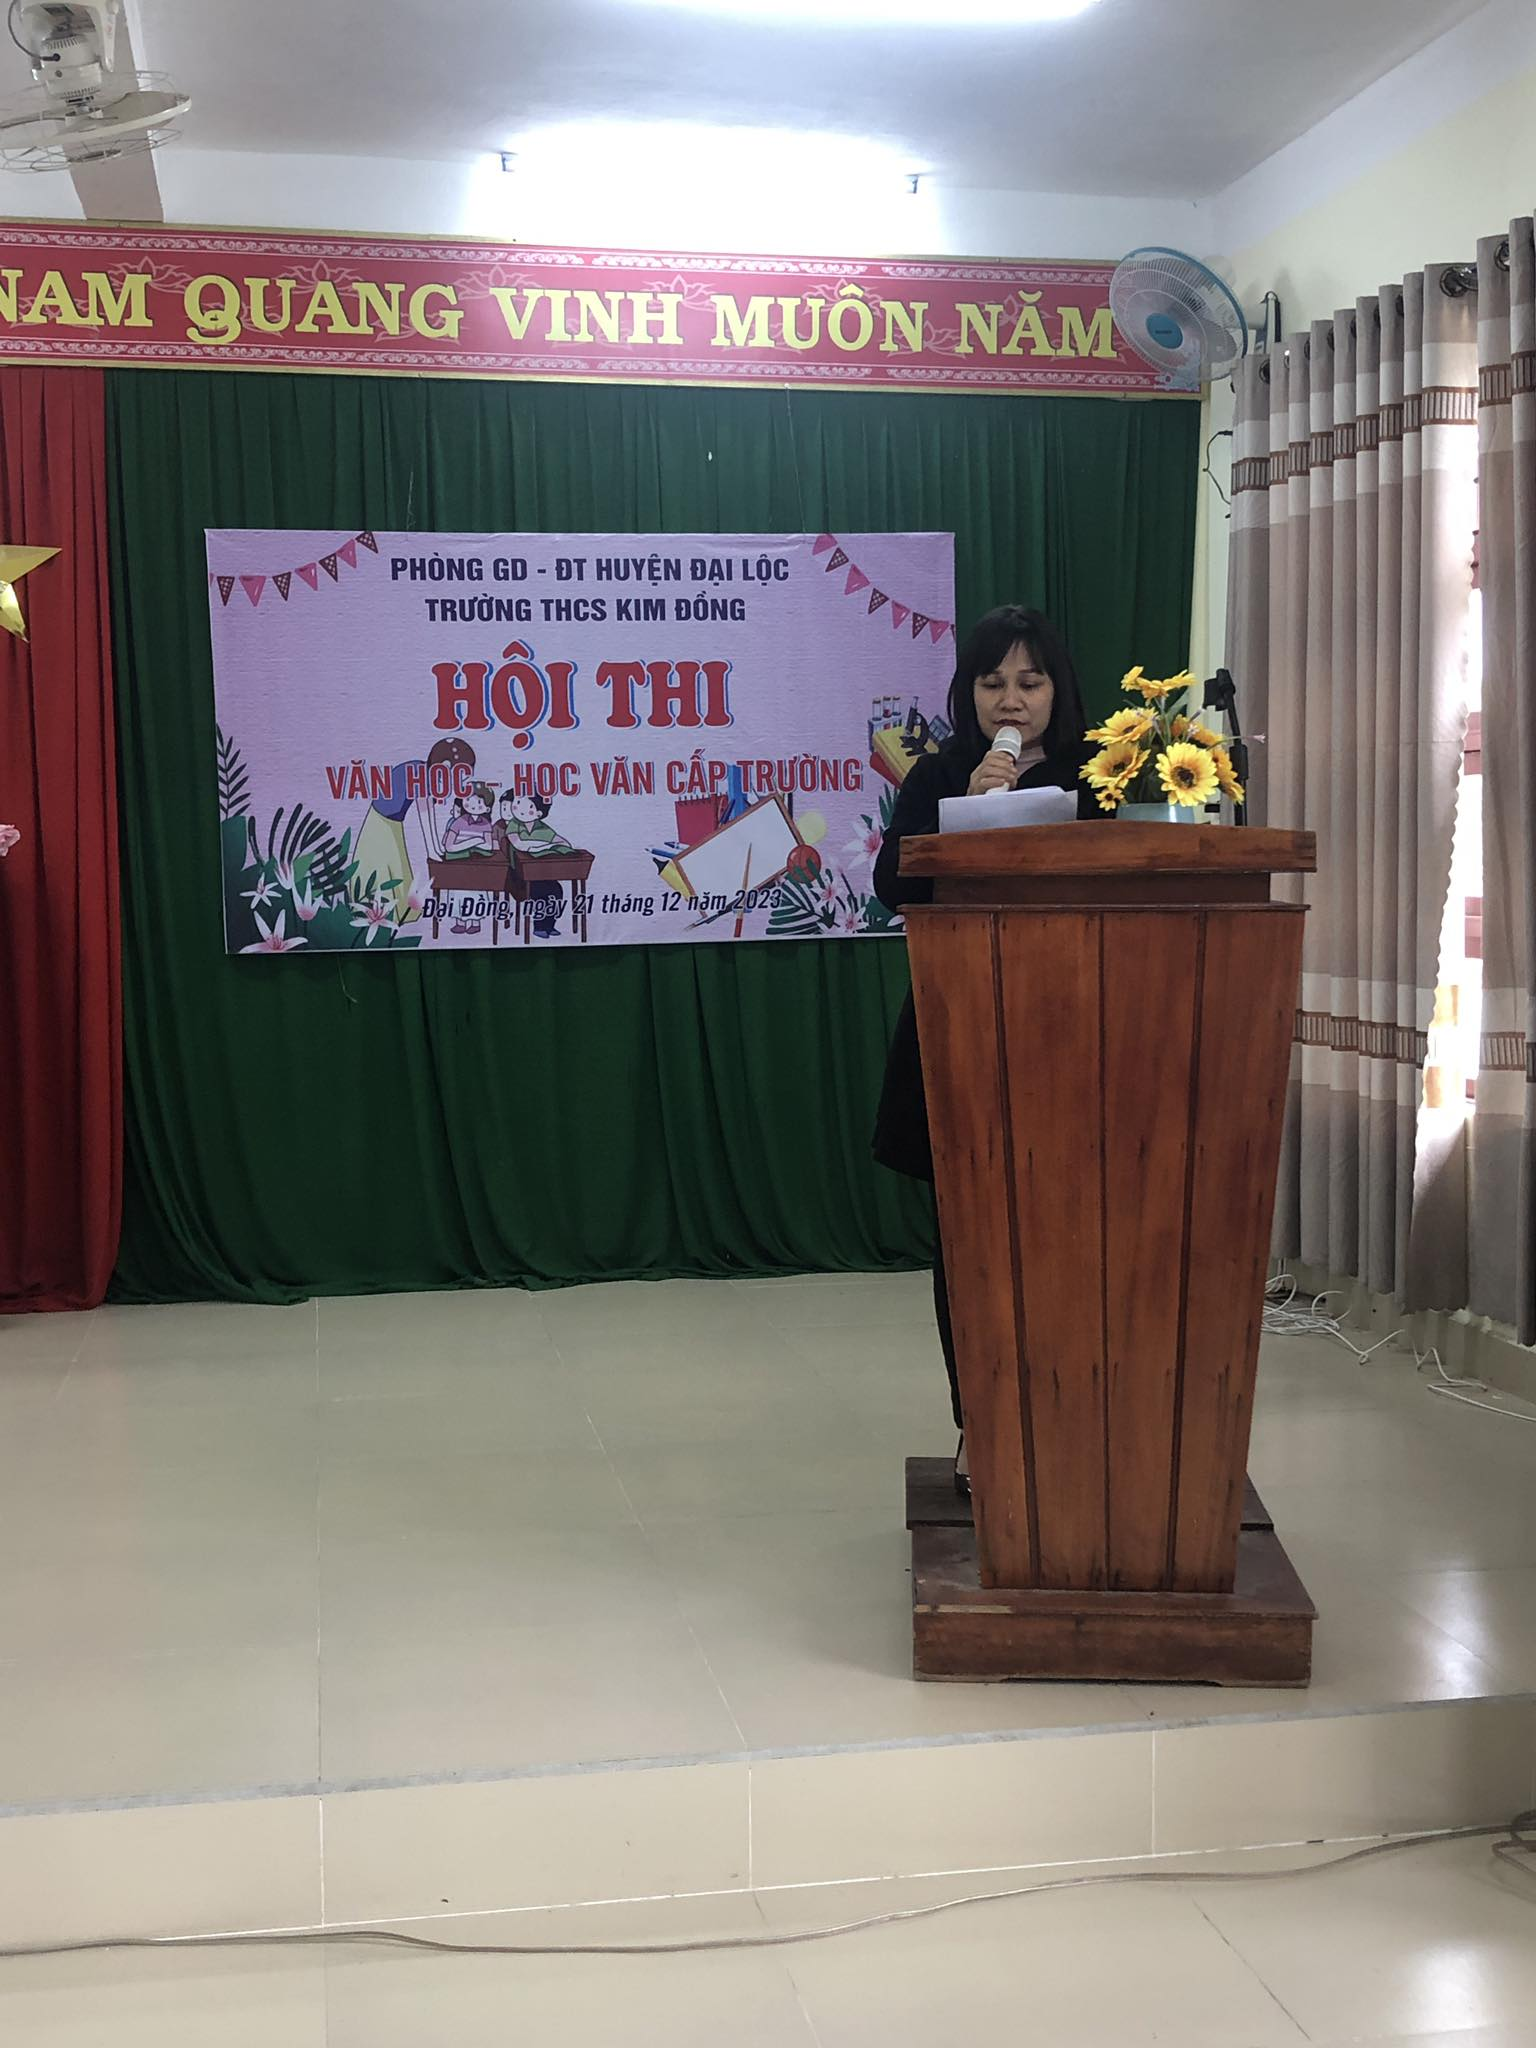 NAM QUANG VINH MUÔN NĂM
PHÒNG GD - ĐT HUYỆN ĐẠI LỘC
TRƯỜNG THCS KIM ĐỒNG
HỘI THI
VĂN HỌC - HỌC VĂN CẤP TRƯỜNG
Đại Đồng, ngày 21 tháng 12 năm 2023